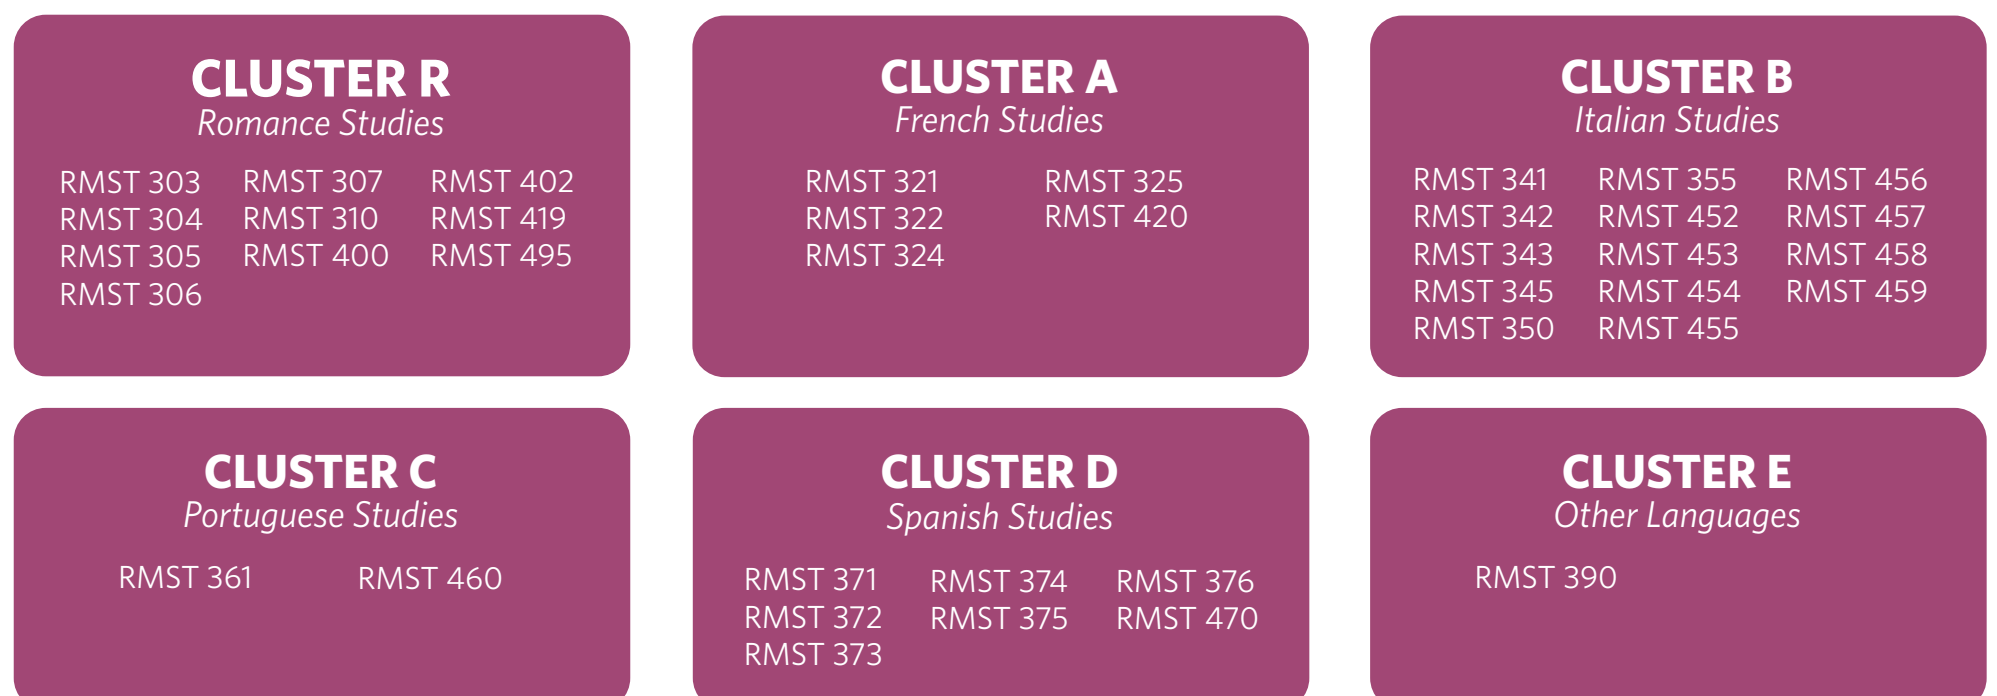 CLUSTER R
Romance Studies
RMST 303
RMST 304
RMST 305
RMST 306
RMST 307
RMST 310
RMST 400
RMST 402
RMST 419
RMST 495
CLUSTER A
French Studies
RMST 321
RMST 322
RMST 324
RMST 325
RMST 420
CLUSTER B
Italian Studies
RMST 341
RMST 342
RMST 343
RMST 345
RMST 350
RMST 355
RMST 452
RMST 453
RMST 454
RMST 455
RMST 456
RMST 457
RMST 458
RMST 459
CLUSTER C
Portuguese Studies
RMST 361
RMST 460
CLUSTER D
Spanish Studies
RMST 371
RMST 372
RMST 373
RMST 374
RMST 375
RMST 376
RMST 470
CLUSTER E
Other Languages
RMST 390